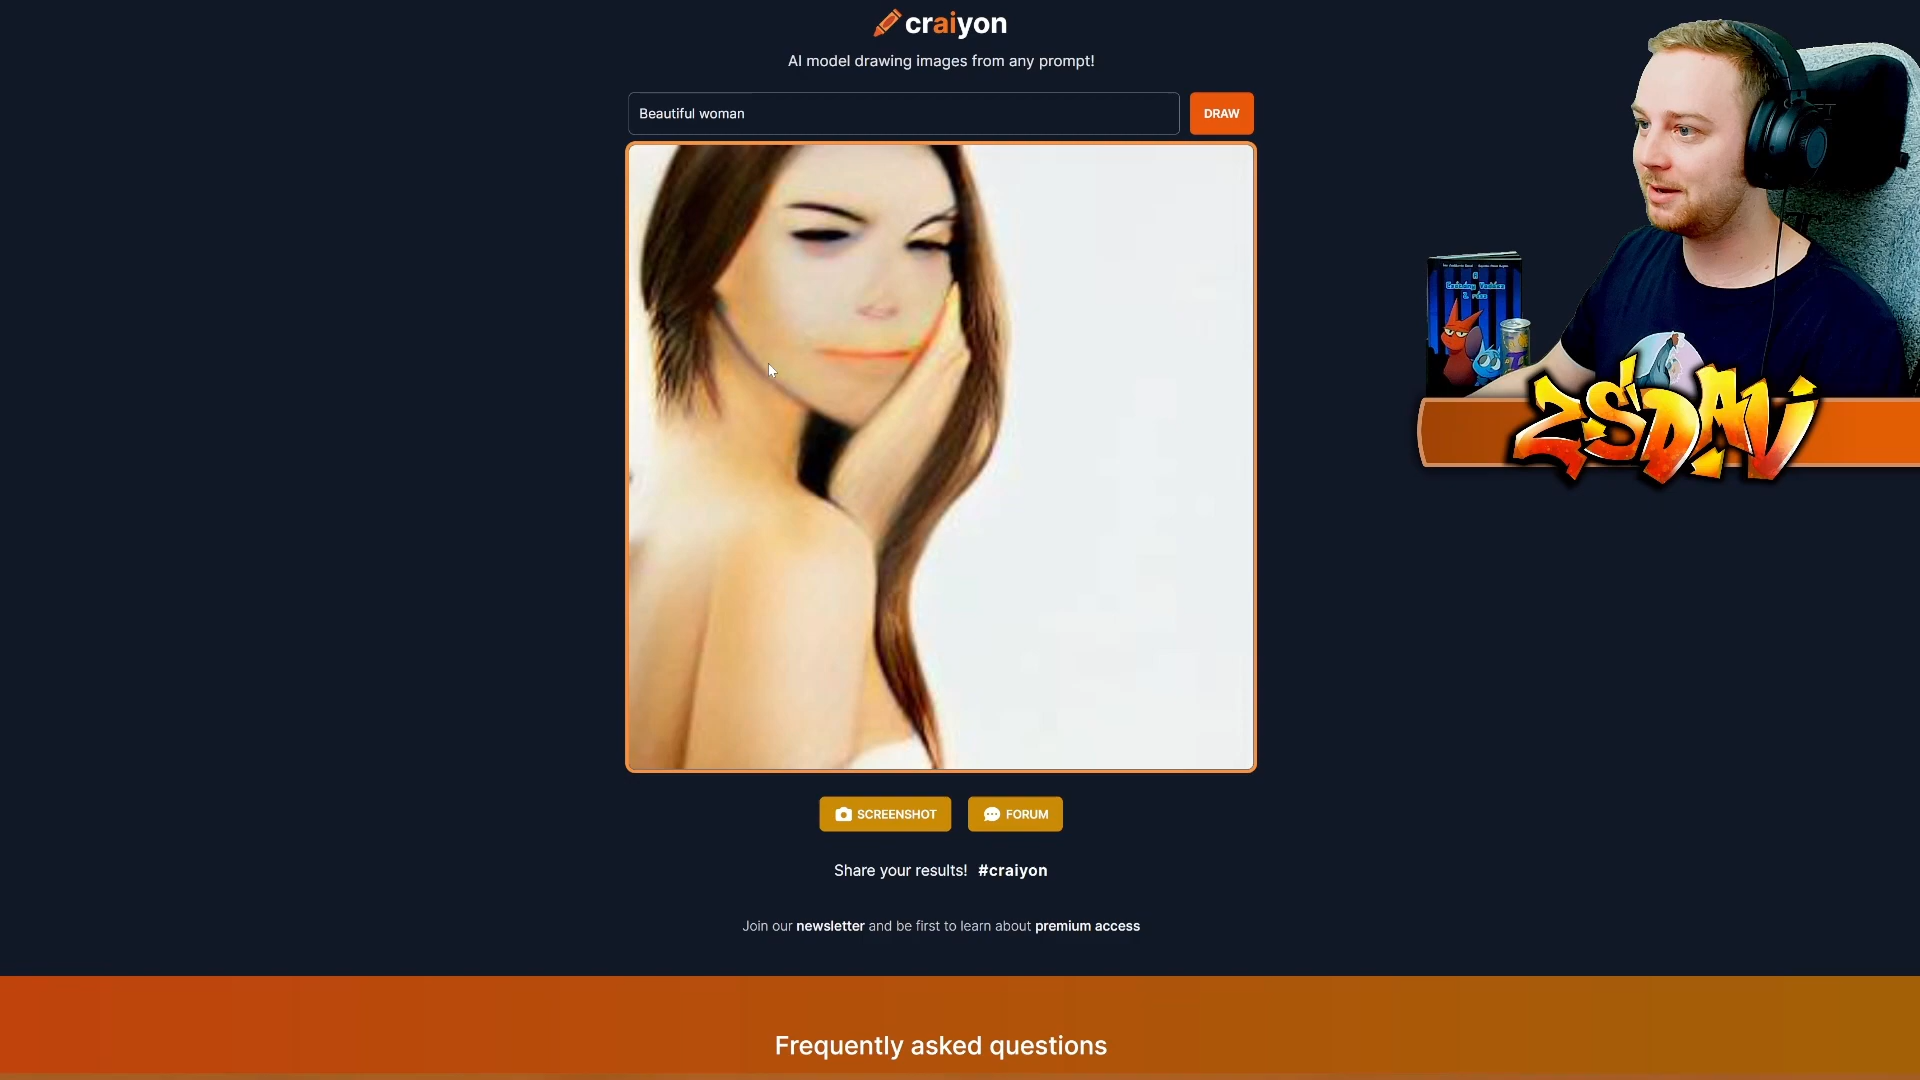 craiyon
AI model drawing images from any prompt!
Beautiful woman
DRAW
ZSDAV
SCREENSHOT
FORUM
Share your results! #craiyon
Join our newsletter and be first to learn about premium access
Frequently asked questions